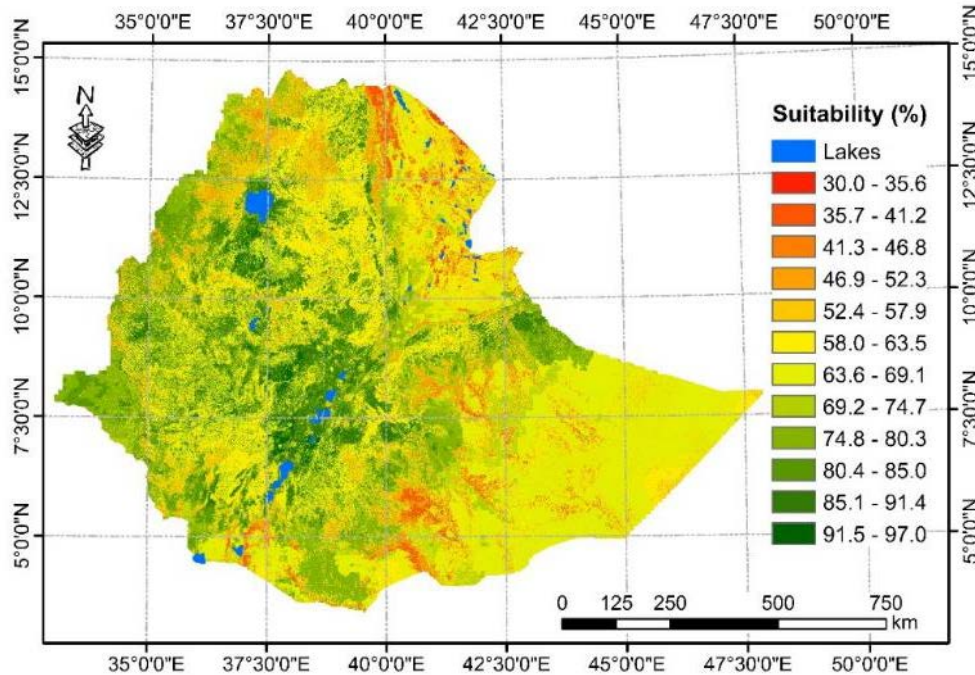 35°0'0"E 37°30'0"E 40°0'0"E 42°30'0"E 45°0'0"E 47°30'0"E 50°0'0"E
15°0'0"N
12°30'0"N
10°0'0"N
7°30'0"N
5°0'0"N
N
Suitability (%)
Lakes
30.0 - 35.6
35.7 - 41.2
41.3 - 46.8
46.9 - 52.3
52.4 - 57.9
58.0 - 63.5
63.6 - 69.1
69.2 - 74.7
74.8 - 80.3
80.4 - 85.0
85.1 - 91.4
91.5 - 97.0
15°0'0"N
12°30'0"N
10°0'0"N
7°30'0"N
5°0'0"N
0 125 250 500 750
km
35°0'0"E 37°30'0"E 40°0'0"E 42°30'0"E 45°0'0"E 47°30'0"E 50°0'0"E